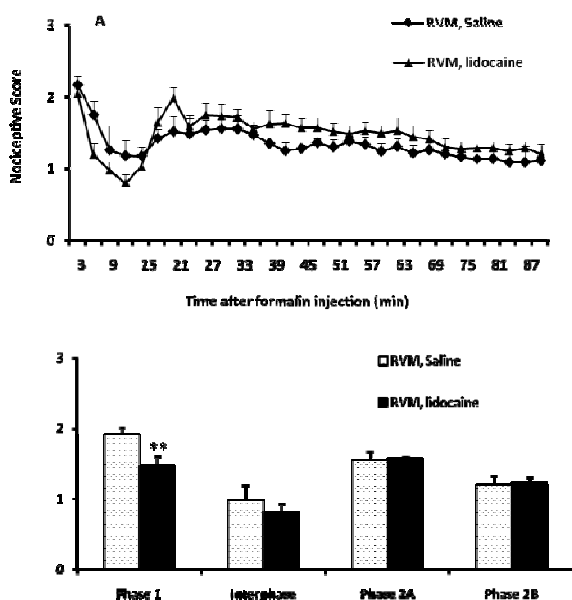 A
3
RVM, Saline
RVM, lidocaine
2
1
0
Nociceptive Score
3 9 15 21 27 33 39 45 51 57 63 69 75 81 87
Time after formalin injection (min)
3
RVM, Saline
RVM, lidocaine
2
**
1
0
Phase 1 Interphase Phase 2A Phase 2B